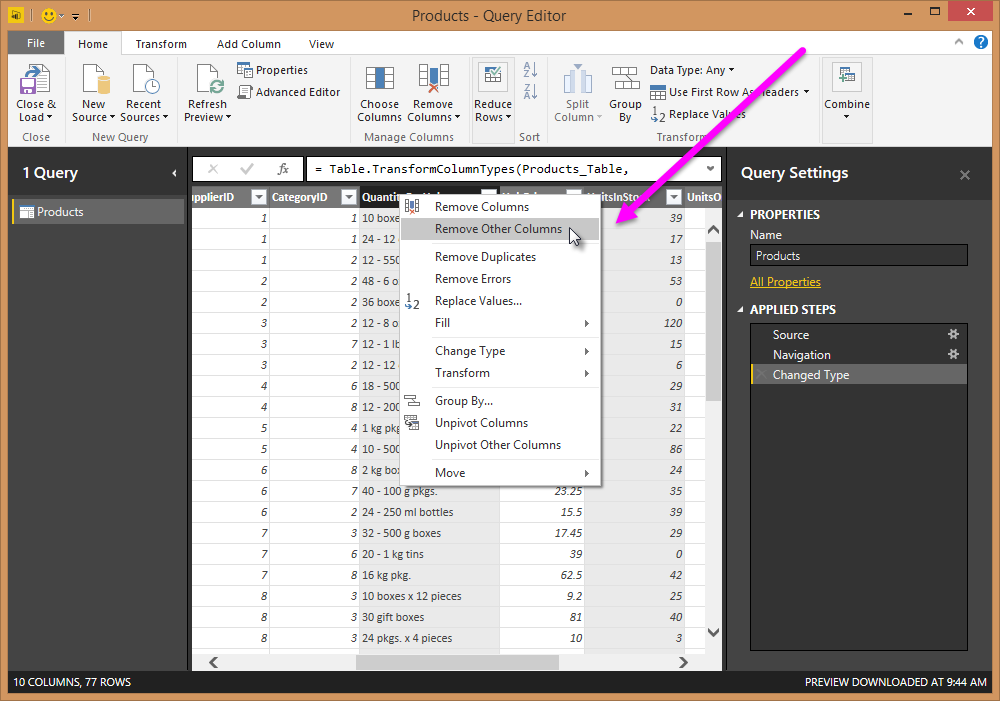 Products - Query Editor
File Home Transform Add Column View
Close & Load
New Source
Recent Sources
Refresh Preview
Properties
Advanced Editor
Choose Columns
Remove Columns
Reduce Rows
A Z
Z A
Split Column
Group By
Data Type: Any
Use First Row As Headers
1 2 Replace Values
Combine
Close
New Query
Manage Columns
Sort
Transform
1 Query
Products
fx
= Table.TransformColumnTypes(Products_Table,
pplierID CategoryID
1 1 10 boxe 39
1 1 24 - 12 17
1 2 12 - 550 13
2 2 48 - 6 o 53
2 2 36 boxe 0
3 2 12 - 8 o 120
3 7 12 - 1 lb 15
3 2 12 - 12 6
4 6 18 - 500 29
4 8 12 - 200 31
5 4 1 kg pkg 22
5 4 10 - 500 86
6 8 2 kg box 24
6 7 40 - 100 g pkgs. 23.25 35
6 2 24 - 250 ml bottles 15.5 39
7 3 32 - 500 g boxes 17.45 29
7 6 20 - 1 kg tins 39 0
7 8 16 kg pkg. 62.5 42
8 3 10 boxes x 12 pieces 9.2 25
8 3 30 gift boxes 81 40
8 3 24 pkgs. x 4 pieces 10 3
Remove Columns
Remove Other Columns
Remove Duplicates
Remove Errors
1 2 Replace Values...
Fill
Change Type
Transform
Group By...
Unpivot Columns
Unpivot Other Columns
Move
Query Settings
PROPERTIES
Name
Products
All Properties
APPLIED STEPS
Source
Navigation
Changed Type
10 COLUMNS, 77 ROWS
PREVIEW DOWNLOADED AT 9:44 AM